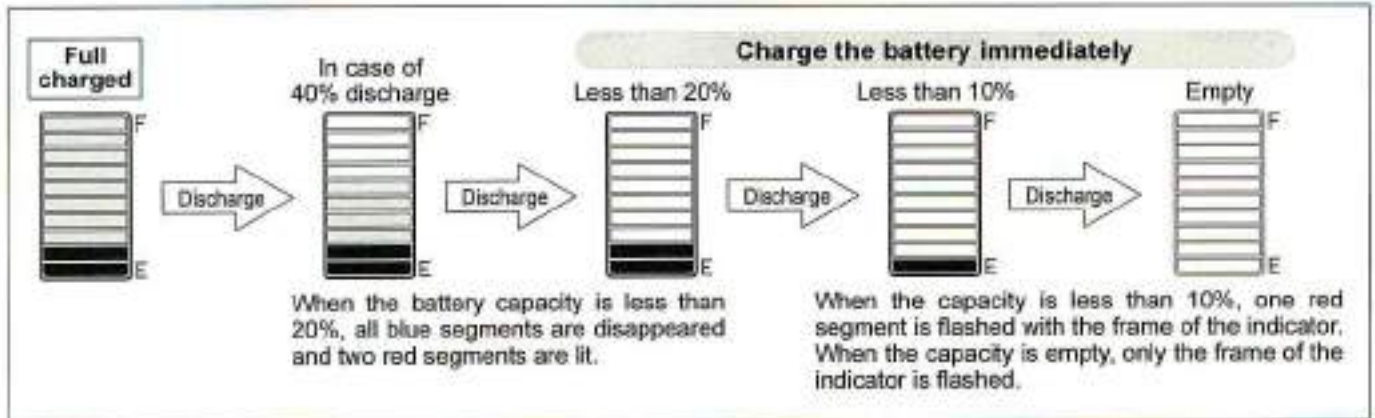 Full
charged
In case of
40% discharge
Charge the battery immediately
Less than 20%
Less than 10%
Empty
F
F
F
F
F
Discharge
Discharge
Discharge
Discharge
E
E
E
E
E
When the battery capacity is less than
20%, all blue segments are disappeared
and two red segments are lit.
When the capacity is less than 10%, one red
segment is flashed with the frame of the indicator.
When the capacity is empty, only the frame of the
indicator is flashed.